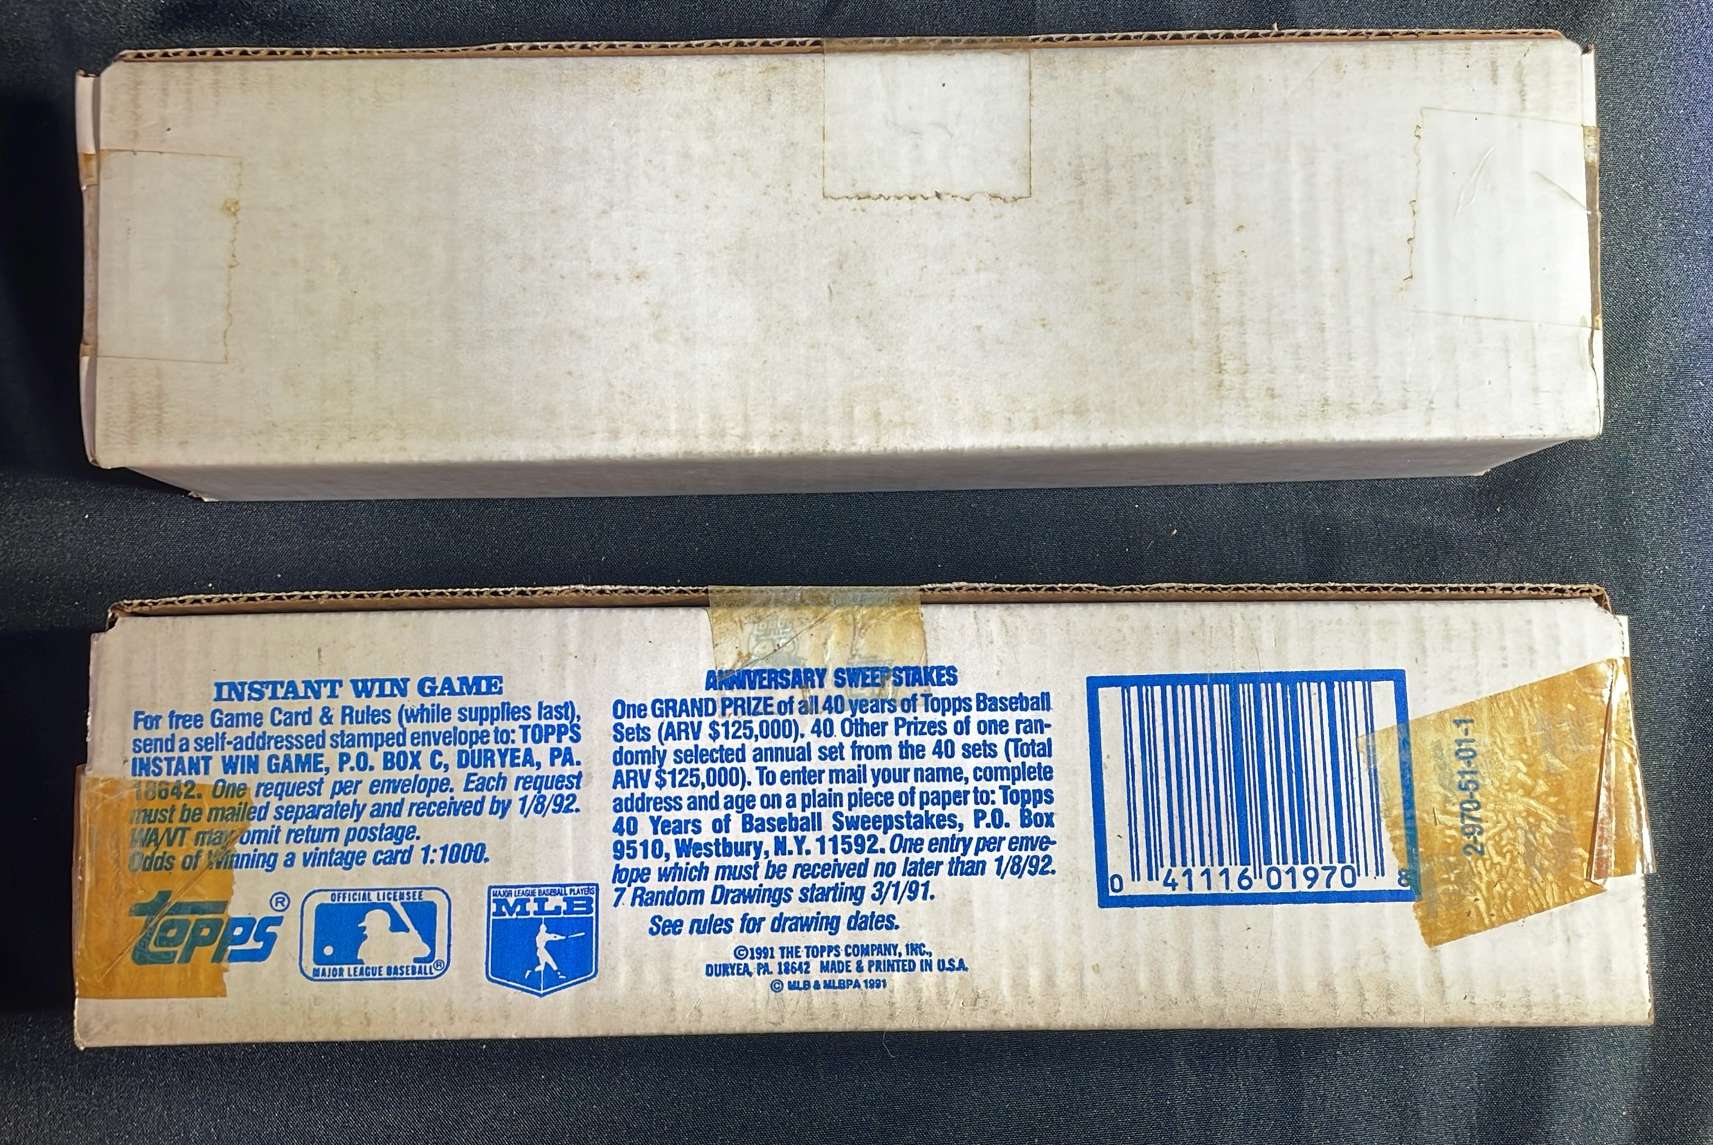 INSTANT WIN GAME
For free Game Card & Rules (while supplies last),
send a self-addressed stamped envelope to: TOPPS
INSTANT WIN GAME, P.O. BOX C, DURYEA, PA.
18642. One request per envelope. Each request
must be mailed separately and received by 1/8/92.
WA/VT may omit return postage.
Odds of Winning a vintage card 1:1000.
Topps®
OFFICIAL LICENSEE
MAJOR LEAGUE BASEBALL®
MAJOR LEAGUE BASEBALL PLAYERS
MLB
ANNIVERSARY SWEEPSTAKES
One GRAND PRIZE of all 40 years of Topps Baseball
Sets (ARV $125,000). 40 Other Prizes of one ran-
domly selected annual set from the 40 sets (Total
ARV $125,000). To enter mail your name, complete
address and age on a plain piece of paper to: Topps
40 Years of Baseball Sweepstakes, P.O. Box
9510, Westbury, N.Y. 11592. One entry per enve-
lope which must be received no later than 1/8/92.
7 Random Drawings starting 3/1/91.
See rules for drawing dates.
©1991 THE TOPPS COMPANY, INC.,
DURYEA, PA. 18642 MADE & PRINTED IN U.S.A.
© MLB & MLBPA 1991
0 41116 01970 8
2-970-51-01-1